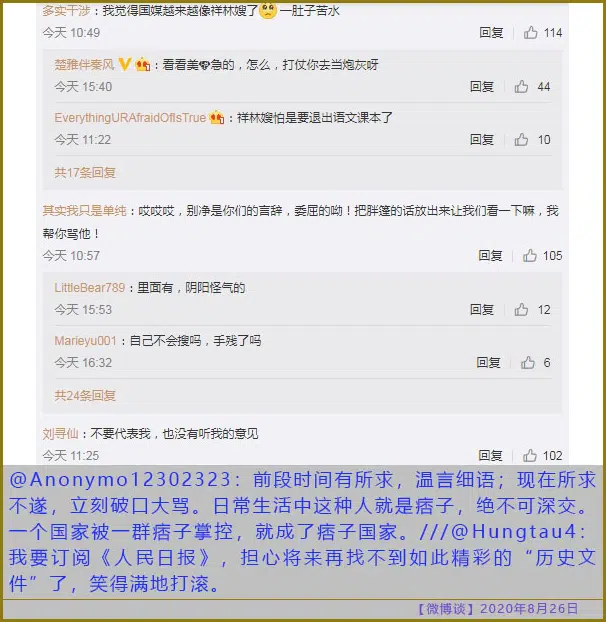 多实干涉：我觉得国媒越来越像祥林嫂了 一肚子苦水
今天 10:49 回复 114
楚雅伴秦风：看看美💎急的，怎么，打仗你去当炮灰呀
今天 15:40 回复 44
EverythingURAfraidOfIsTrue：祥林嫂怕是要退出语文课本了
今天 11:22 回复 10
共17条回复
其实我只是单纯：哎哎哎，别净是你们的言辞，委屈的呦！把胖篷的话放出来让我们看一下嘛，我
帮你骂他！
今天 10:57 回复 105
LittleBear789：里面有，阴阳怪气的
今天 15:53 回复 12
Marieyu001：自己不会搜吗，手残了吗
今天 16:32 回复 6
共24条回复
刘寻仙：不要代表我，也没有听我的意见
今天 11:25 回复 102
@Anonymo12302323：前段时间有所求，温言细语；现在所求
不遂，立刻破口大骂。日常生活中这种人就是痞子，绝不可深交。
一个国家被一群痞子掌控，就成了痞子国家。///@Hungtau4：
我要订阅《人民日报》，担心将来再找不到如此精彩的“历史文
件”了，笑得满地打滚。
【微博谈】2020年8月26日